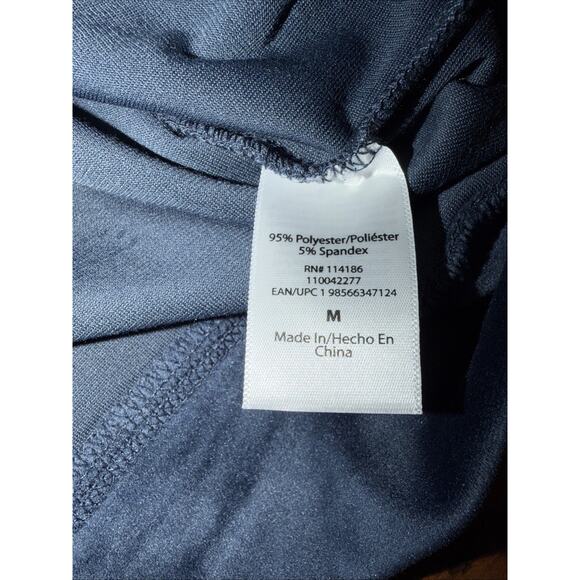 95% Polyester/Poliéster
5% Spandex
RN# 114186
110042277
EAN/UPC 1 98566347124
M
Made In/Hecho En
China